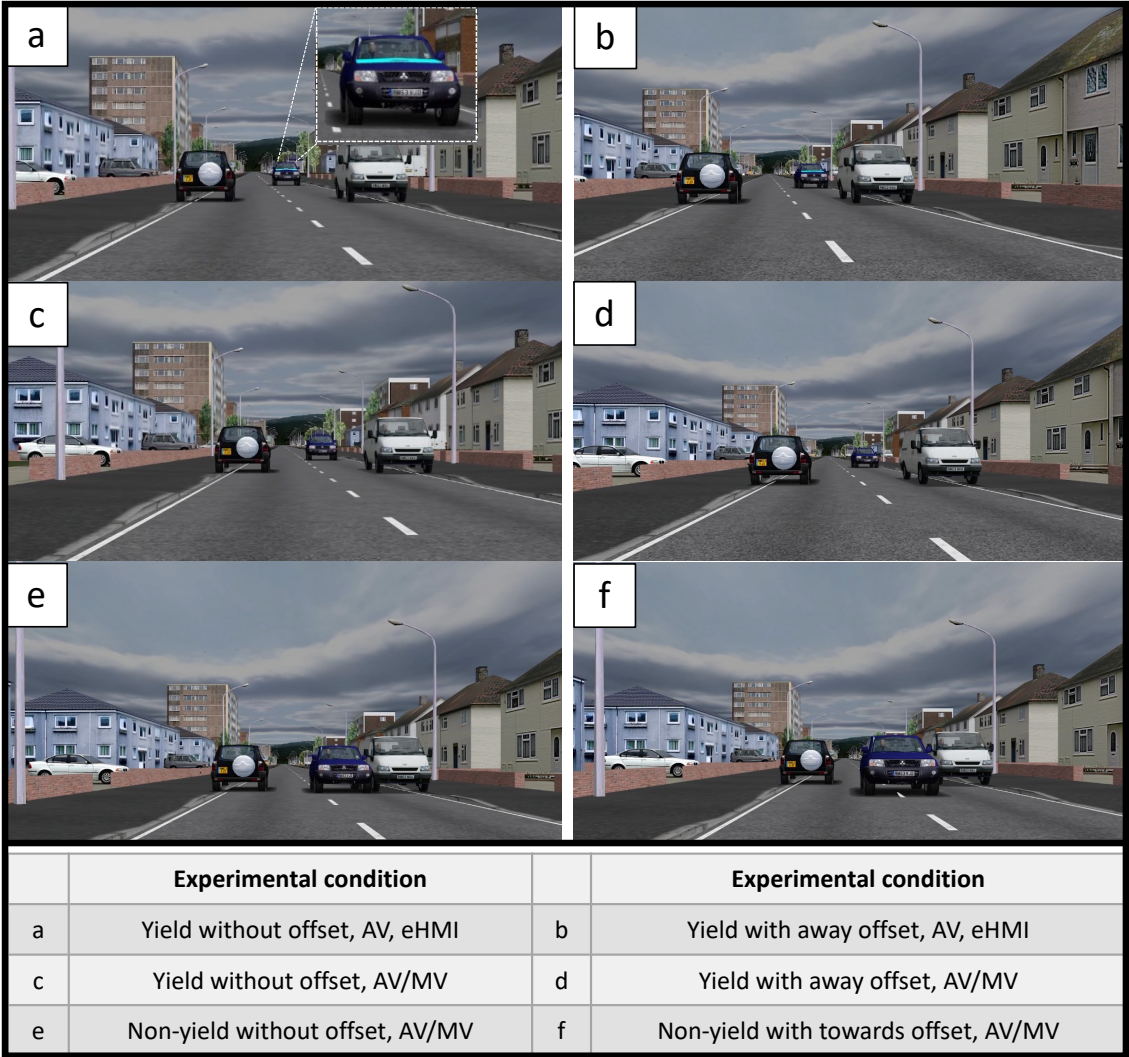 a
b
c
d
e
f
Experimental condition Experimental condition
a Yield without offset, AV, eHMI b Yield with away offset, AV, eHMI
c Yield without offset, AV/MV d Yield with away offset, AV/MV
e Non-yield without offset, AV/MV f Non-yield with towards offset, AV/MV